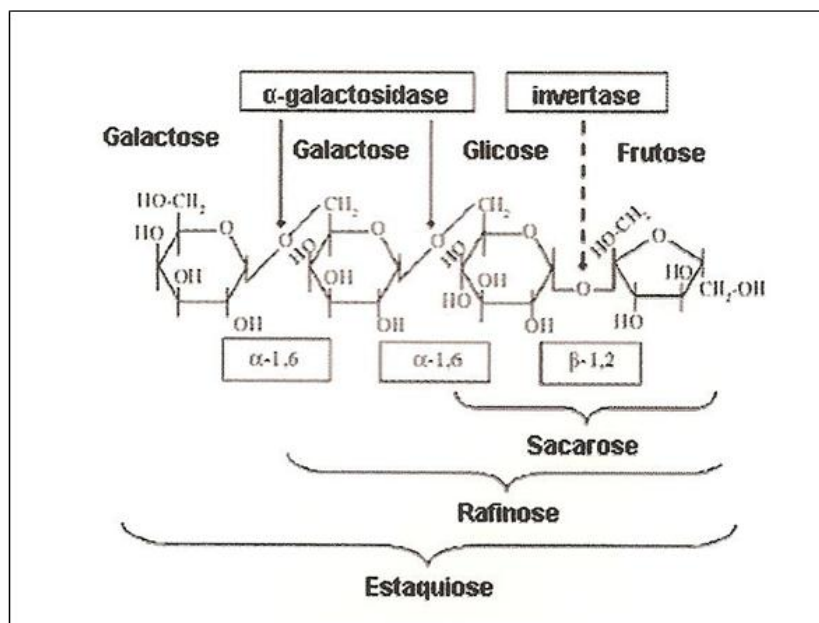 α-galactosidase invertase
Galactose Galactose Glicose Frutose
HO-CH₂ CH₂ CH₂ HO-CH₂
O O O O O O
HO HO HO HO
OH OH OH O HO CH₂-OH
OH OH OH HO
α-1,6 α-1,6 β-1,2
Sacarose
Rafinose
Estaquiose